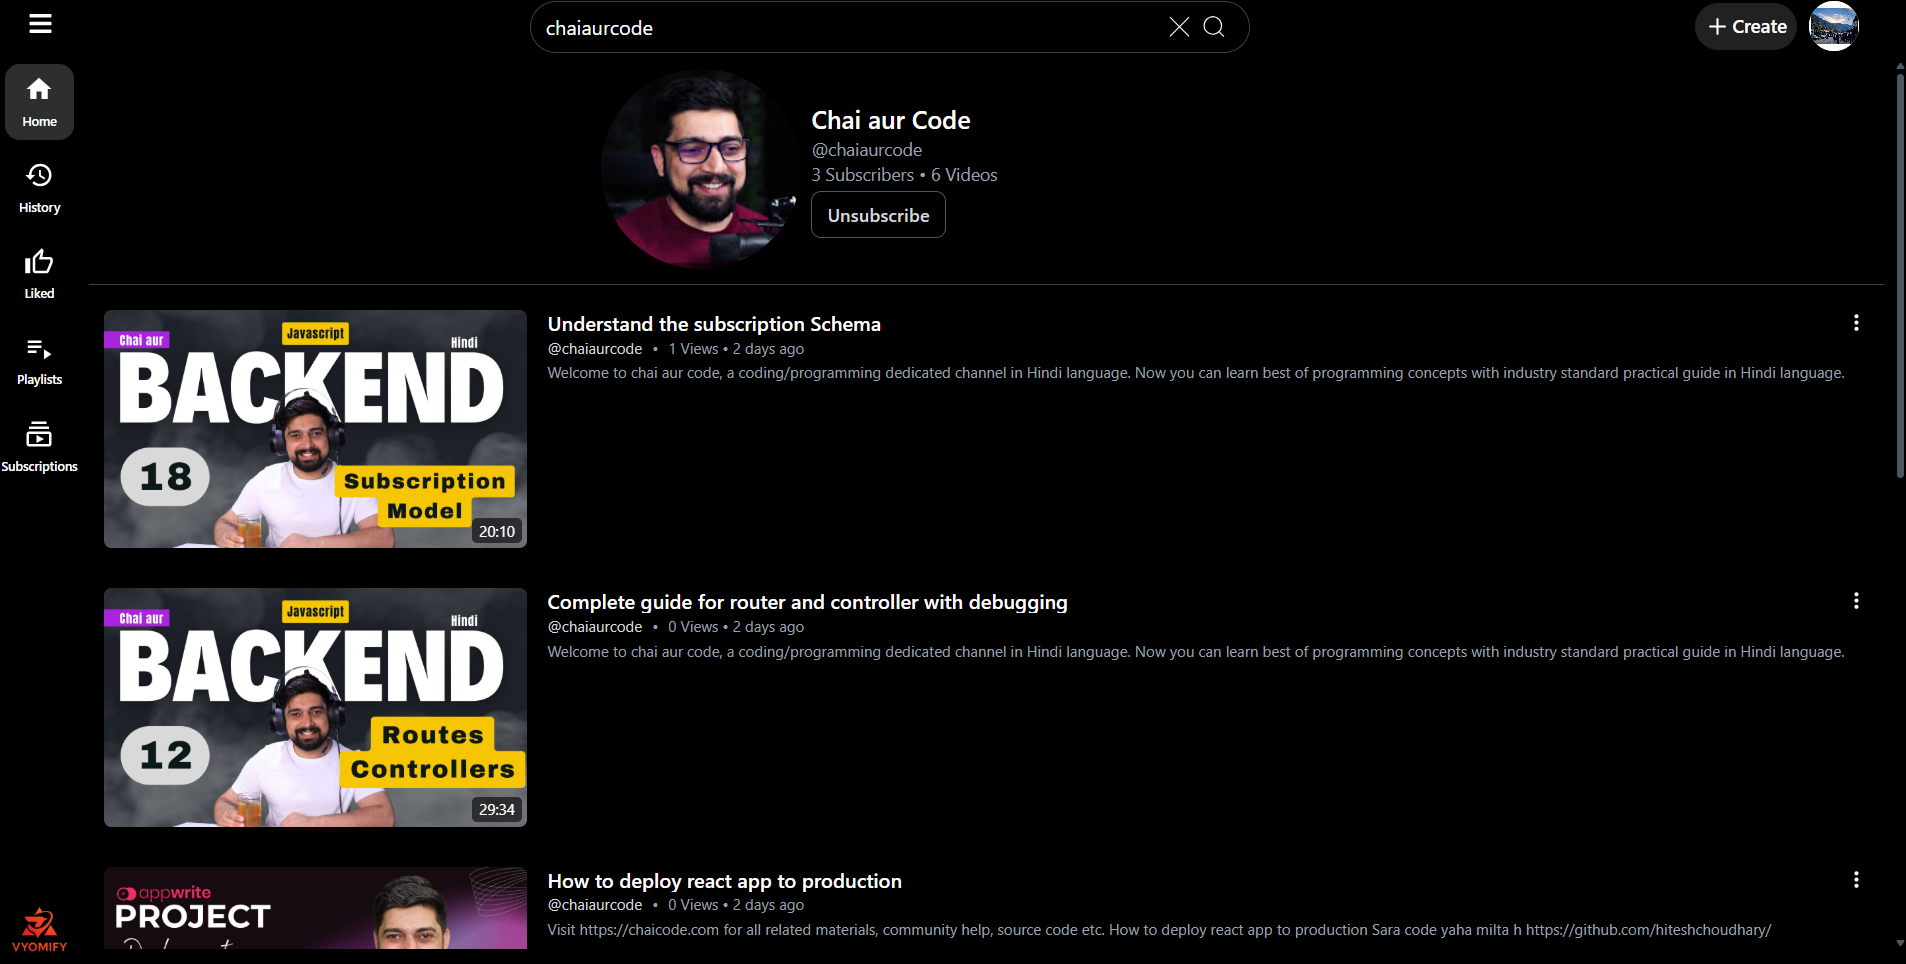 chaiaurcode
+ Create
Home
History
Liked
Playlists
Subscriptions
VYOMIFY
Chai aur Code
@chaiaurcode
3 Subscribers • 6 Videos
Unsubscribe
Chai aur
Javascript
Hindi
BACKEND
18
Subscription
Model
20:10
Understand the subscription Schema
@chaiaurcode • 1 Views • 2 days ago
Welcome to chai aur code, a coding/programming dedicated channel in Hindi language. Now you can learn best of programming concepts with industry standard practical guide in Hindi language.
Chai aur
Javascript
Hindi
BACKEND
12
Routes
Controllers
29:34
Complete guide for router and controller with debugging
@chaiaurcode • 0 Views • 2 days ago
Welcome to chai aur code, a coding/programming dedicated channel in Hindi language. Now you can learn best of programming concepts with industry standard practical guide in Hindi language.
appwrite
PROJECT
How to deploy react app to production
@chaiaurcode • 0 Views • 2 days ago
Visit https://chaicode.com for all related materials, community help, source code etc. How to deploy react app to production Sara code yaha milta h https://github.com/hiteshchoudhary/